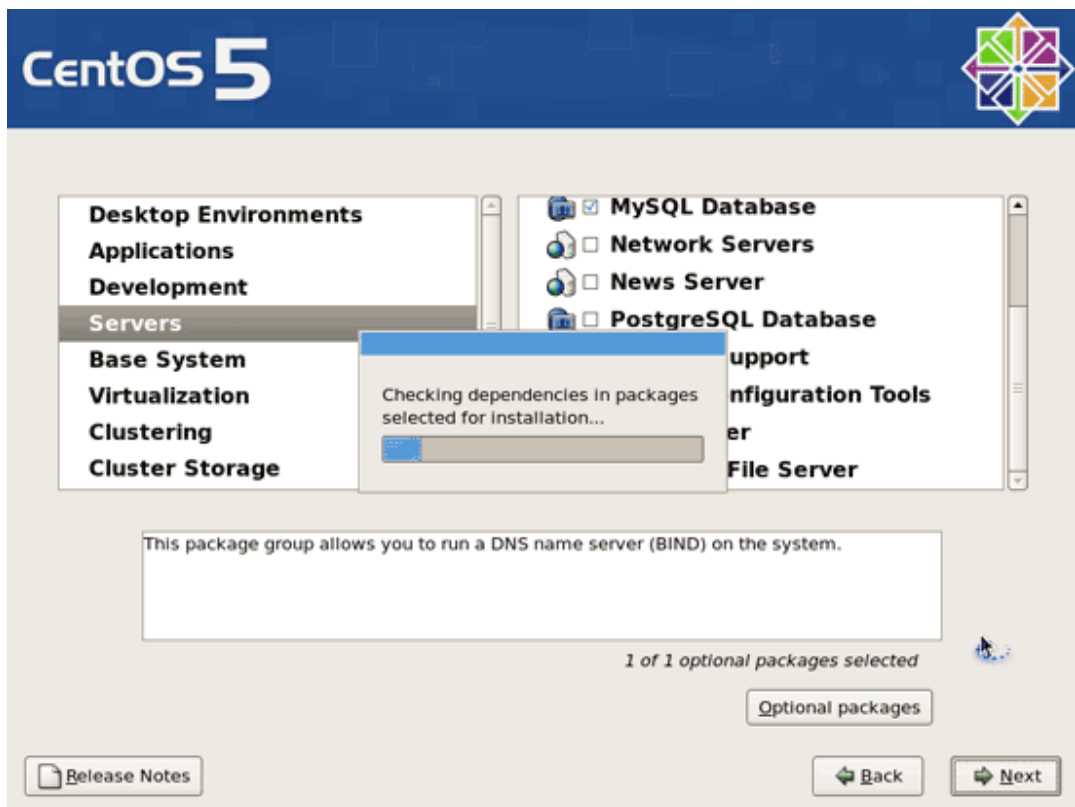 CentOS 5
Desktop Environments
Applications
Development
Servers
Base System
Virtualization
Clustering
Cluster Storage
MySQL Database
Network Servers
News Server
PostgreSQL Database
upport
nfiguration Tools
er
File Server
Checking dependencies in packages
selected for installation...
This package group allows you to run a DNS name server (BIND) on the system.
1 of 1 optional packages selected
Optional packages
Release Notes
Back
Next